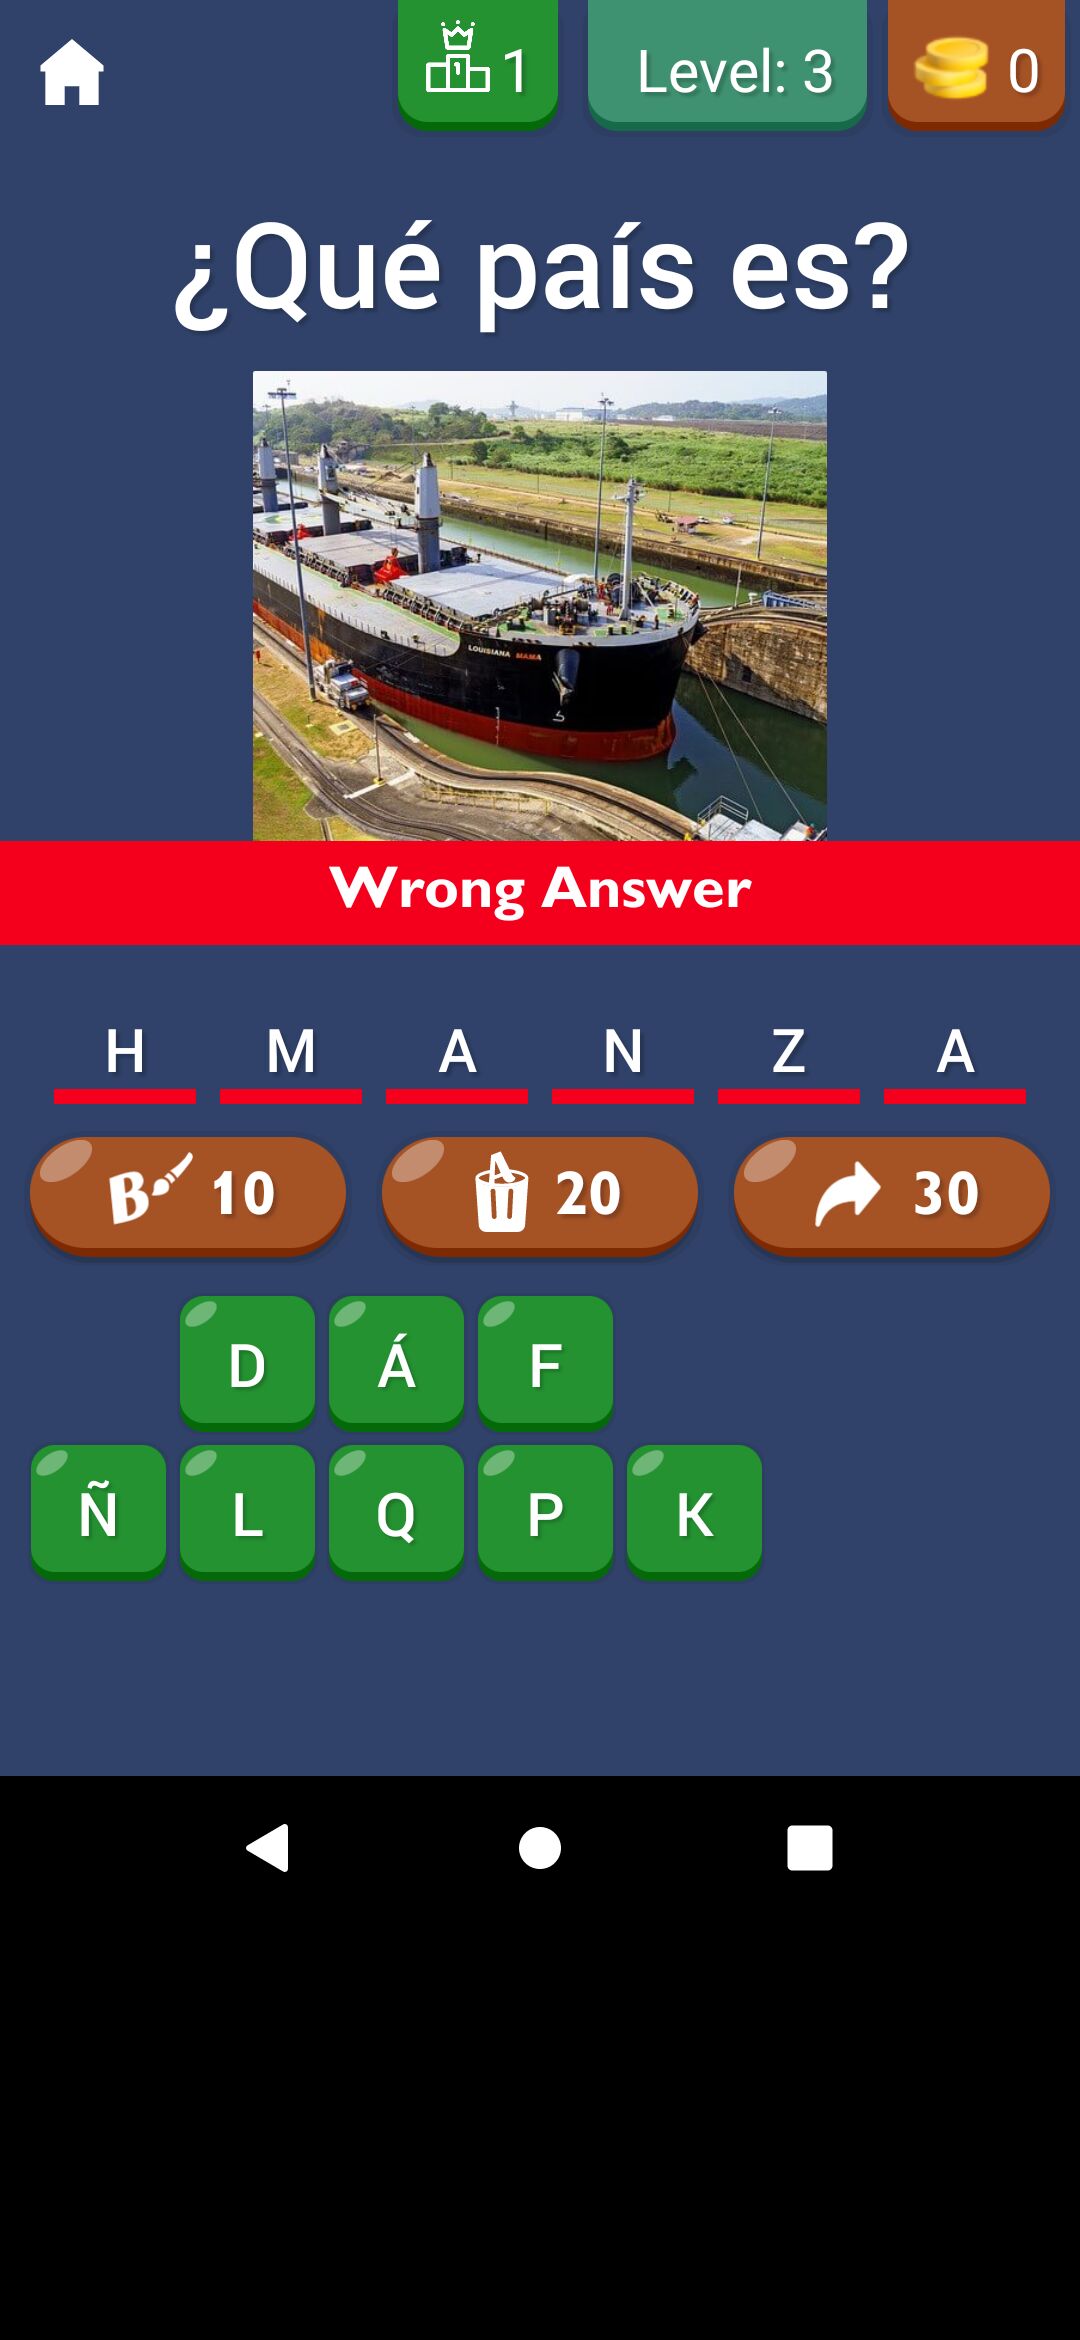 1
Level: 3
0
¿Qué país es?
LOUISIANA MAMA
Wrong Answer
H M A N Z A
B 10
20
30
D Á F
Ñ L Q P K